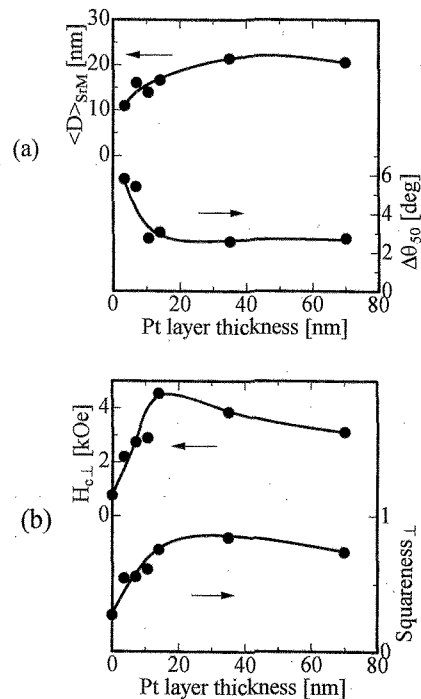 30
20
10
0
<D>SrM [nm]
(a)
6
4
2
0
Δθ50 [deg]
0 20 40 60 80
Pt layer thickness [nm]
4
2
0
Hc⊥ [kOe]
(b)
1
0
Squareness⊥
0 20 40 60 80
Pt layer thickness [nm]